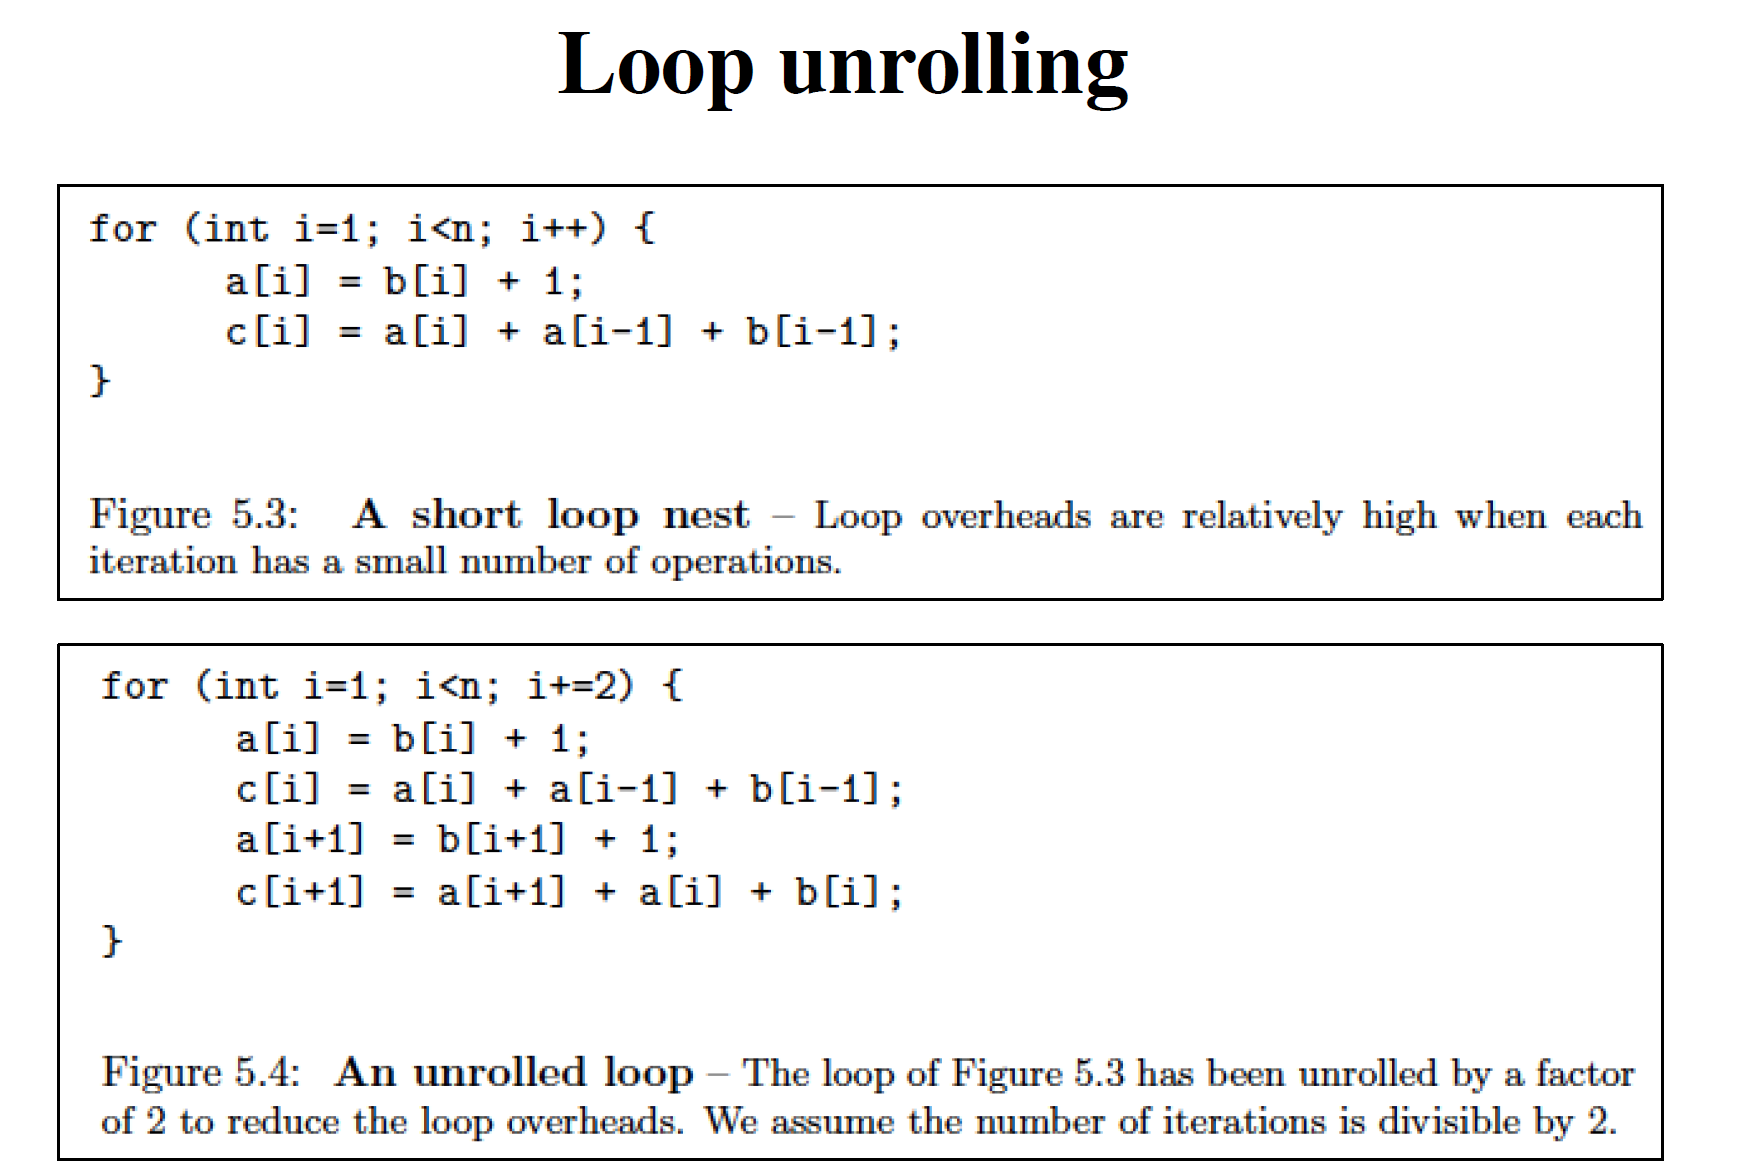 Loop unrolling
for (int i=1; i<n; i++) {
a[i] = b[i] + 1;
c[i] = a[i] + a[i-1] + b[i-1];
}
Figure 5.3: A short loop nest – Loop overheads are relatively high when each
iteration has a small number of operations.
for (int i=1; i<n; i+=2) {
a[i] = b[i] + 1;
c[i] = a[i] + a[i-1] + b[i-1];
a[i+1] = b[i+1] + 1;
c[i+1] = a[i+1] + a[i] + b[i];
}
Figure 5.4: An unrolled loop – The loop of Figure 5.3 has been unrolled by a factor
of 2 to reduce the loop overheads. We assume the number of iterations is divisible by 2.